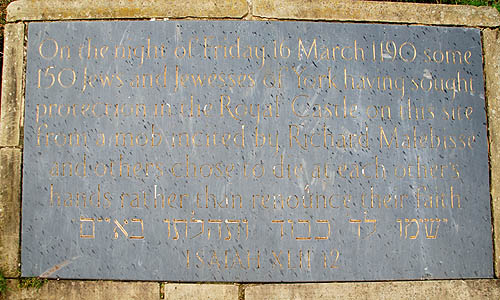 On the night of Friday 16 March 1190 some
150 Jews and Jewesses of York having sought
protection in the Royal Castle on this site
from a mob incited by Richard Malebisse
and others chose to die at each other's
hands rather than renounce their faith
ישימו לד׳ כבוד ותהלתו באיים
ISAIAH XLII 12